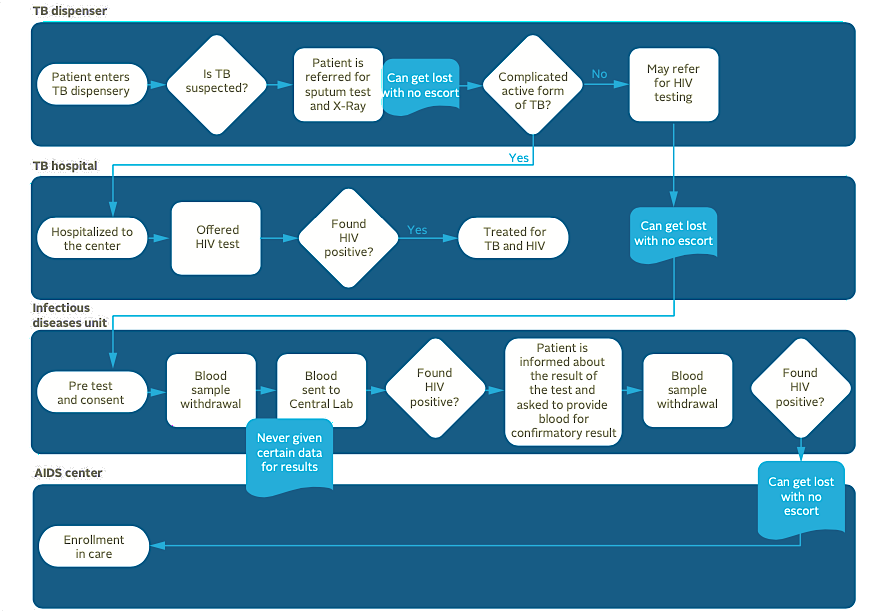 TB dispenser
Patient enters
TB dispensery
Is TB
suspected?
Patient is
referred for
sputum test
and X-Ray
Can get lost
with no escort
Complicated
active form
of TB?
No
May refer
for HIV
testing
Yes
TB hospital
Hospitalized to
the center
Offered
HIV test
Found
HIV
positive?
Yes
Treated for
TB and HIV
Can get lost
with no escort
Infectious
diseases unit
Pre test
and consent
Blood
sample
withdrawal
Blood
sent to
Central Lab
Never given
certain data
for results
Found
HIV
positive?
Patient is
informed about
the result of
the test and
asked to provide
blood for
confirmatory result
Blood
sample
withdrawal
Found
HIV
positive?
Can get lost
with no
escort
AIDS center
Enrollment
in care